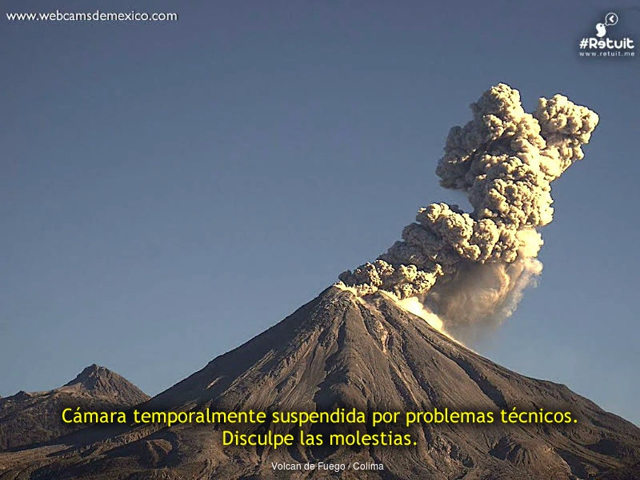 www.webcamsdemexico.com
#Retuit
www.retuit.me
Cámara temporalmente suspendida por problemas técnicos.
Disculpe las molestias.
Volcan de Fuego / Colima